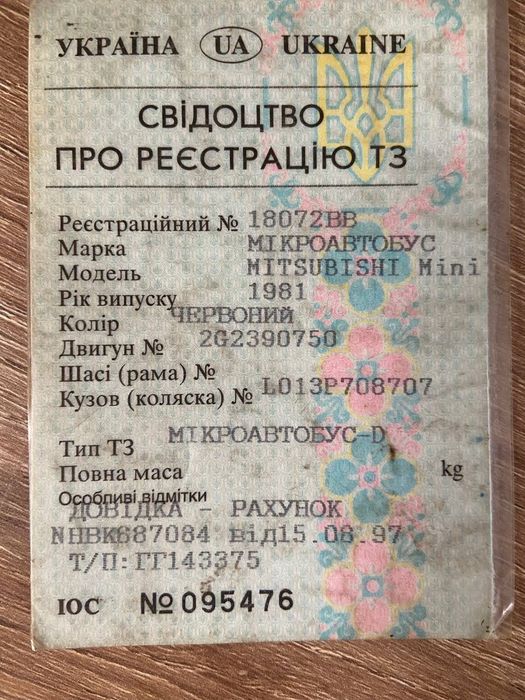 УКРАЇНА UA UKRAINE
СВІДОЦТВО
ПРО РЕЄСТРАЦІЮ ТЗ
Реєстраційний № 18072ВВ
Марка МІКРОАВТОБУС
Модель MITSUBISHI Mini
Рік випуску 1981
Колір ЧЕРВОНИЙ
Двигун № 2G2390750
Шасі (рама) №
Кузов (коляска) № L013P708707
Тип ТЗ МІКРОАВТОБУС-D
Повна маса kg
Особливі відмітки
ДОВІДКА - РАХУНОК
NНВК687084 від15.08.97
Т/П:ГГ143375
ІОС №095476